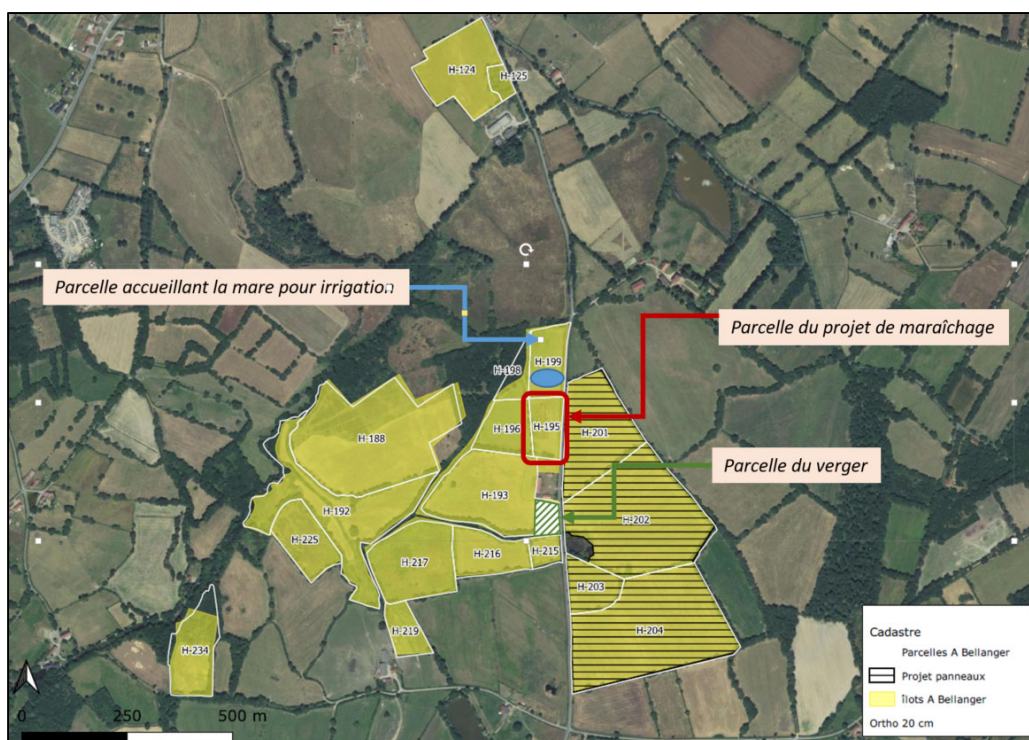 H-124
H-125
Parcelle accueillant la mare pour irrigation
Parcelle du projet de maraîchage
H-199
H-198
H-195
H-196
H-201
H-188
Parcelle du verger
H-193
H-192
H-202
H-225
H-217
H-216
H-215
H-203
H-219
H-204
H-234
0 250 500 m
Cadastre
Parcelles A Bellanger
Projet panneaux
îlots A Bellanger
Ortho 20 cm